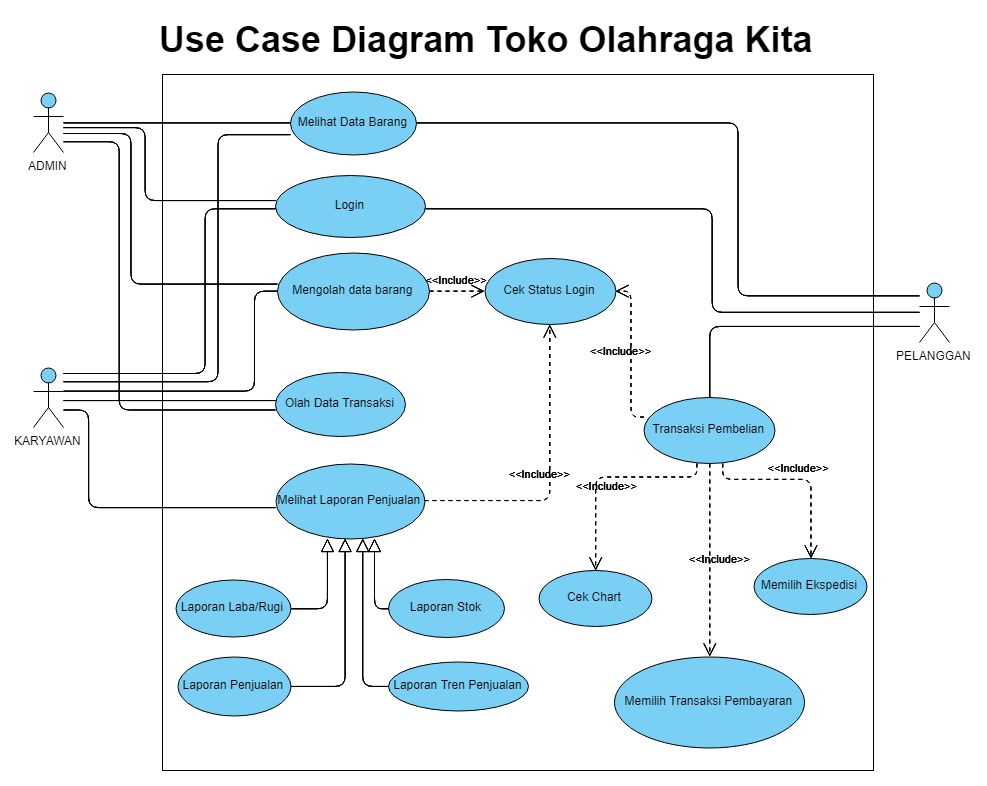 Use Case Diagram Toko Olahraga Kita
ADMIN
Melihat Data Barang
Login
Mengolah data barang
<<Include>>
Cek Status Login
<<Include>>
PELANGGAN
KARYAWAN
Olah Data Transaksi
Transaksi Pembelian
Melihat Laporan Penjualan
<<Include>>
<<Include>>
<<Include>>
<<Include>>
Laporan Laba/Rugi
Laporan Stok
Cek Chart
Memilih Ekspedisi
Laporan Penjualan
Laporan Tren Penjualan
Memilih Transaksi Pembayaran